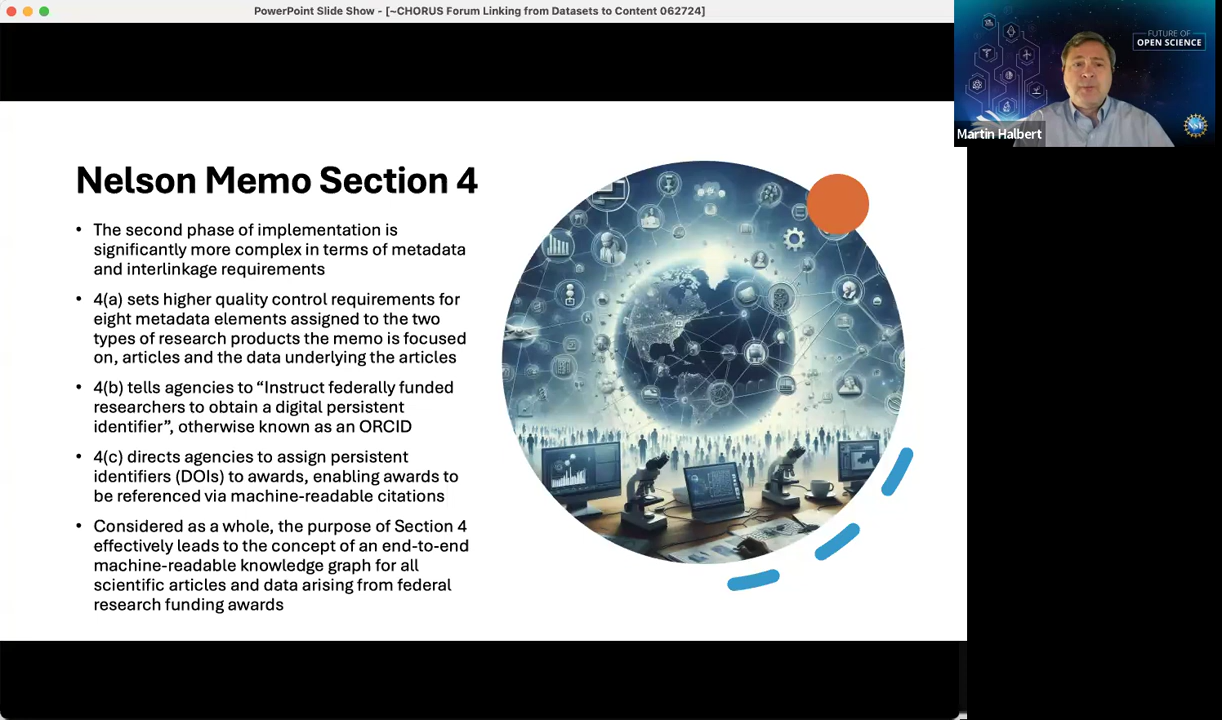 PowerPoint Slide Show - [~CHORUS Forum Linking from Datasets to Content 062724]
FUTURE OF
OPEN SCIENCE
NSF
Martin Halbert
Nelson Memo Section 4
• The second phase of implementation is
significantly more complex in terms of metadata
and interlinkage requirements
• 4(a) sets higher quality control requirements for
eight metadata elements assigned to the two
types of research products the memo is focused
on, articles and the data underlying the articles
• 4(b) tells agencies to “Instruct federally funded
researchers to obtain a digital persistent
identifier”, otherwise known as an ORCID
• 4(c) directs agencies to assign persistent
identifiers (DOIs) to awards, enabling awards to
be referenced via machine-readable citations
• Considered as a whole, the purpose of Section 4
effectively leads to the concept of an end-to-end
machine-readable knowledge graph for all
scientific articles and data arising from federal
research funding awards